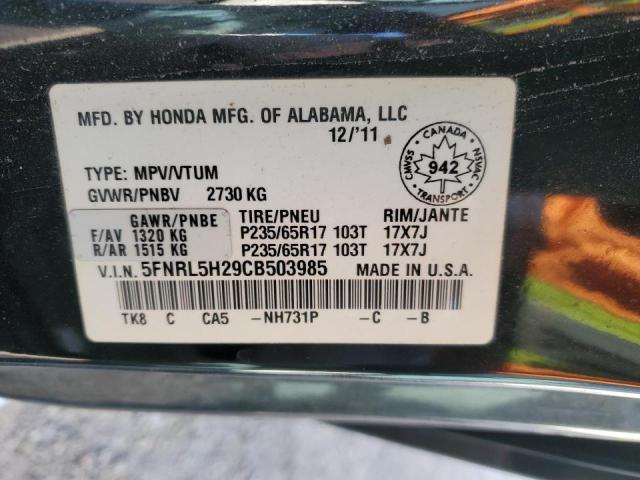 MFD. BY HONDA MFG. OF ALABAMA, LLC
12/'11
TYPE: MPV/VTUM
GVWR/PNBV 2730 KG
GAWR/PNBE TIRE/PNEU RIM/JANTE
F/AV 1320 KG P235/65R17 103T 17X7J
R/AR 1515 KG P235/65R17 103T 17X7J
V.I.N. 5FNRL5H29CB503985 MADE IN U.S.A.
TK8 C CA5 -NH731P -C -B
CANADA
CMVSS 942 NSVAC
TRANSPORT